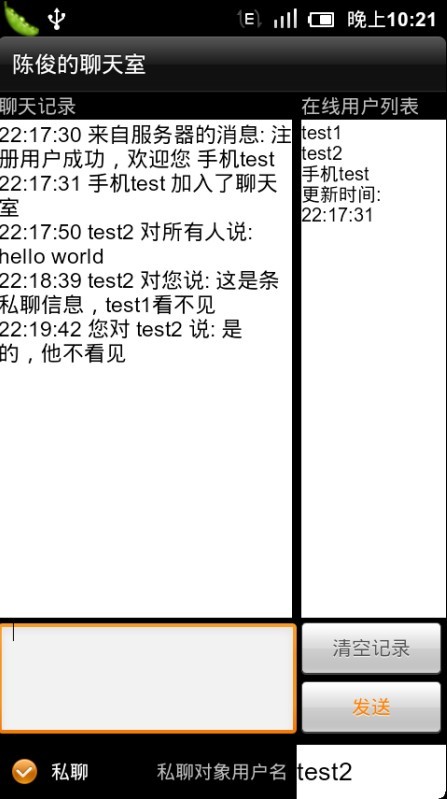 E 晚上10:21
陈俊的聊天室
聊天记录
22:17:30 来自服务器的消息: 注
册用户成功，欢迎您 手机test
22:17:31 手机test 加入了聊天
室
22:17:50 test2 对所有人说:
hello world
22:18:39 test2 对您说: 这是条
私聊信息，test1看不见
22:19:42 您对 test2 说: 是
的，他不看见
在线用户列表
test1
test2
手机test
更新时间:
22:17:31
清空记录
发送
私聊
私聊对象用户名
test2